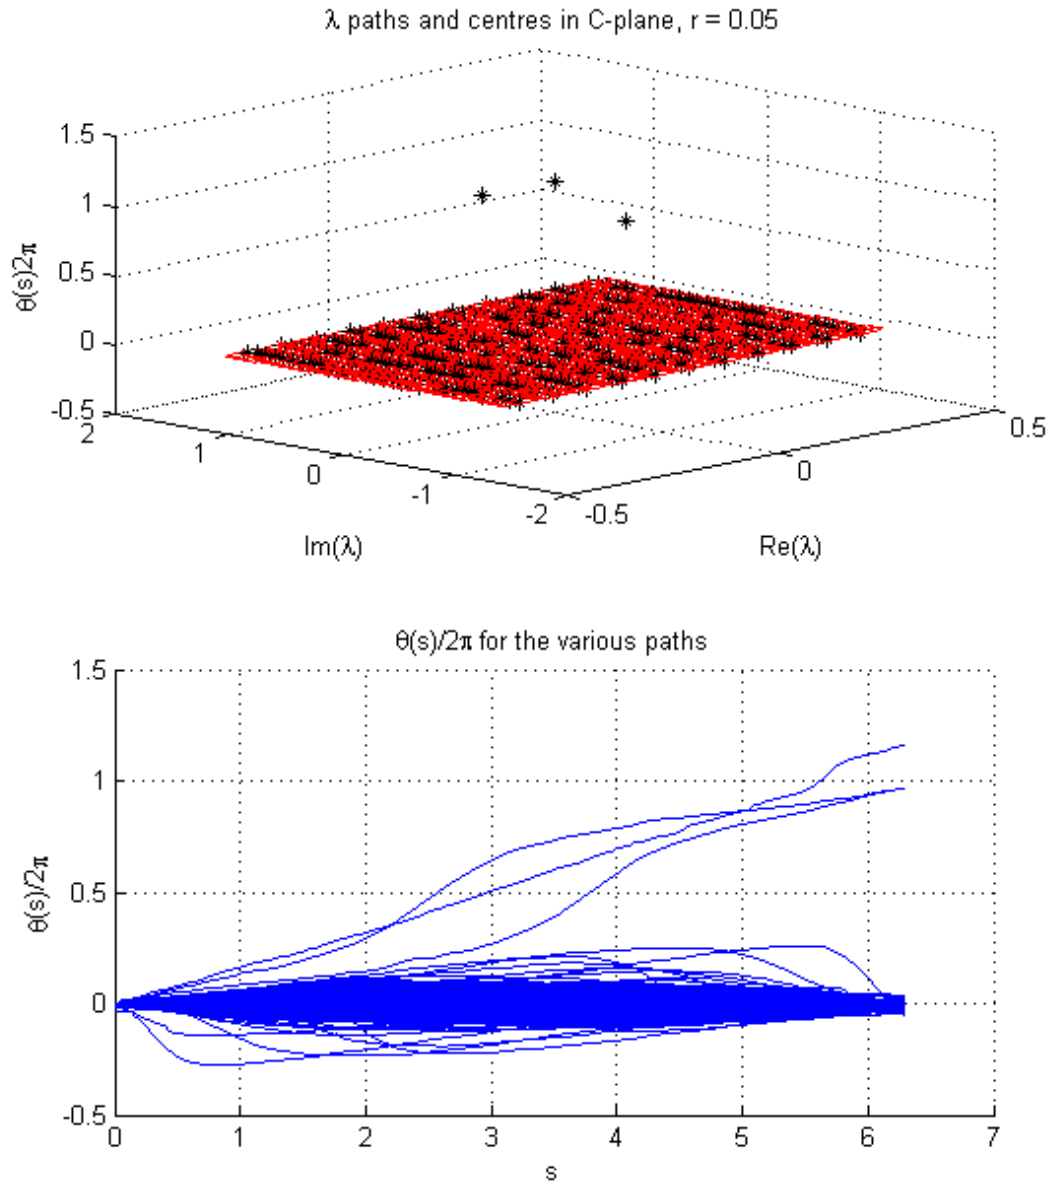 λ paths and centres in C-plane, r = 0.05
1.5
1
0.5
0
-0.5
θ(s)2π
2
1
0
-1
-2
-0.5
0
0.5
Im(λ)
Re(λ)
θ(s)/2π for the various paths
1.5
1
0.5
0
-0.5
θ(s)/2π
0 1 2 3 4 5 6 7
s